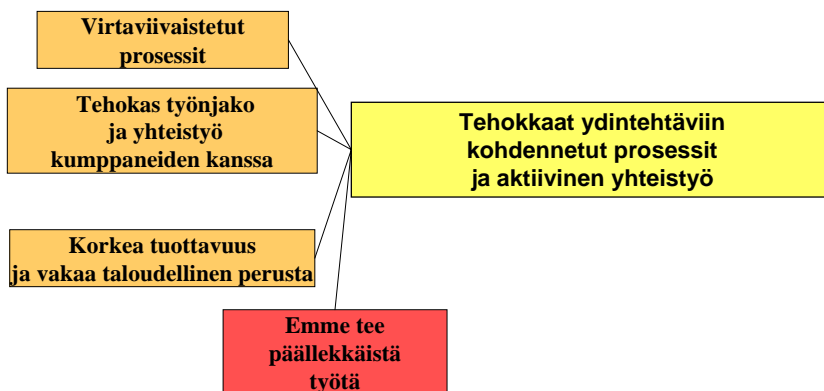 Virtaviivaistetut
prosessit
Tehokas työnjako
ja yhteistyö
kumppaneiden kanssa
Tehokkaat ydintehtäviin
kohdennetut prosessit
ja aktiivinen yhteistyö
Korkea tuottavuus
ja vakaa taloudellinen perusta
Emme tee
päällekkäistä
työtä